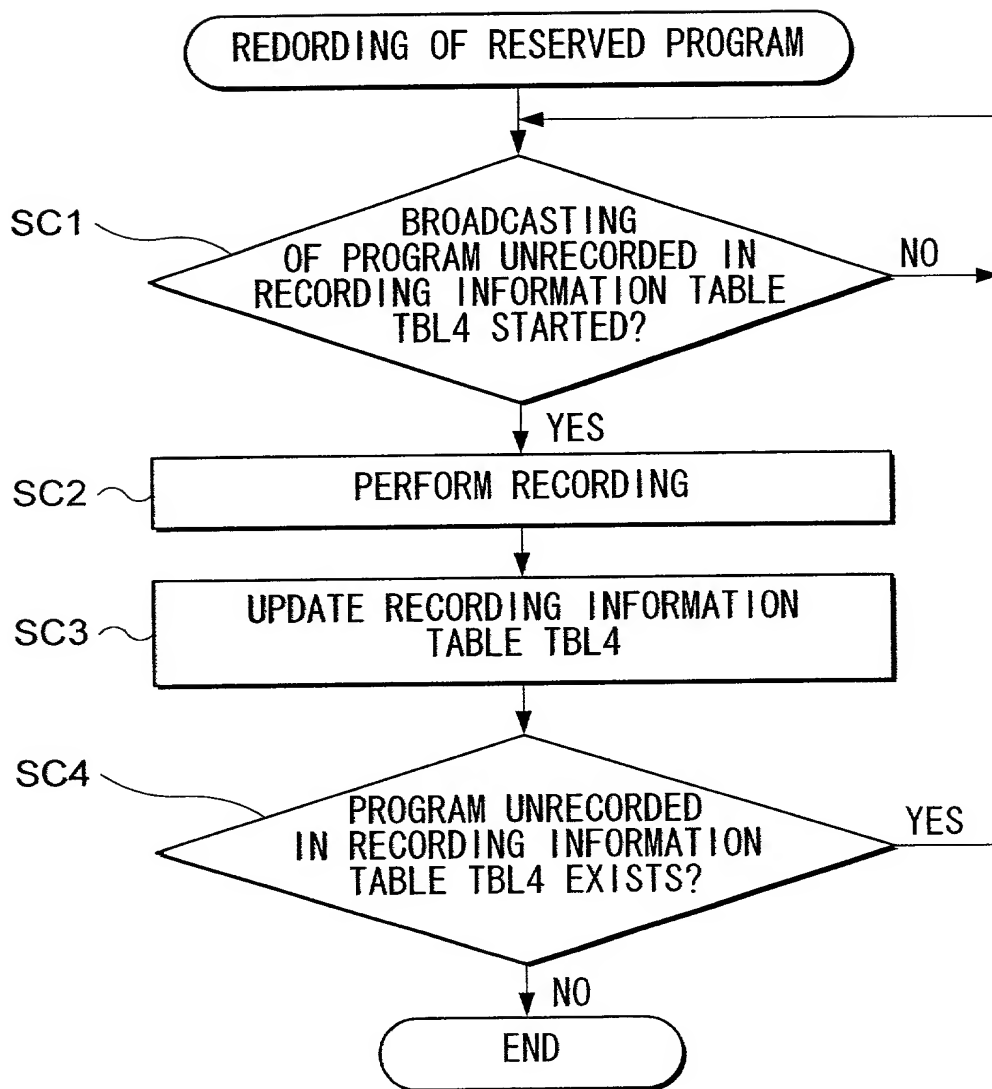 REDORDING OF RESERVED PROGRAM
SC1
BROADCASTING
OF PROGRAM UNRECORDED IN
RECORDING INFORMATION TABLE
TBL4 STARTED?
NO
YES
SC2
PERFORM RECORDING
SC3
UPDATE RECORDING INFORMATION
TABLE TBL4
SC4
PROGRAM UNRECORDED
IN RECORDING INFORMATION
TABLE TBL4 EXISTS?
YES
NO
END